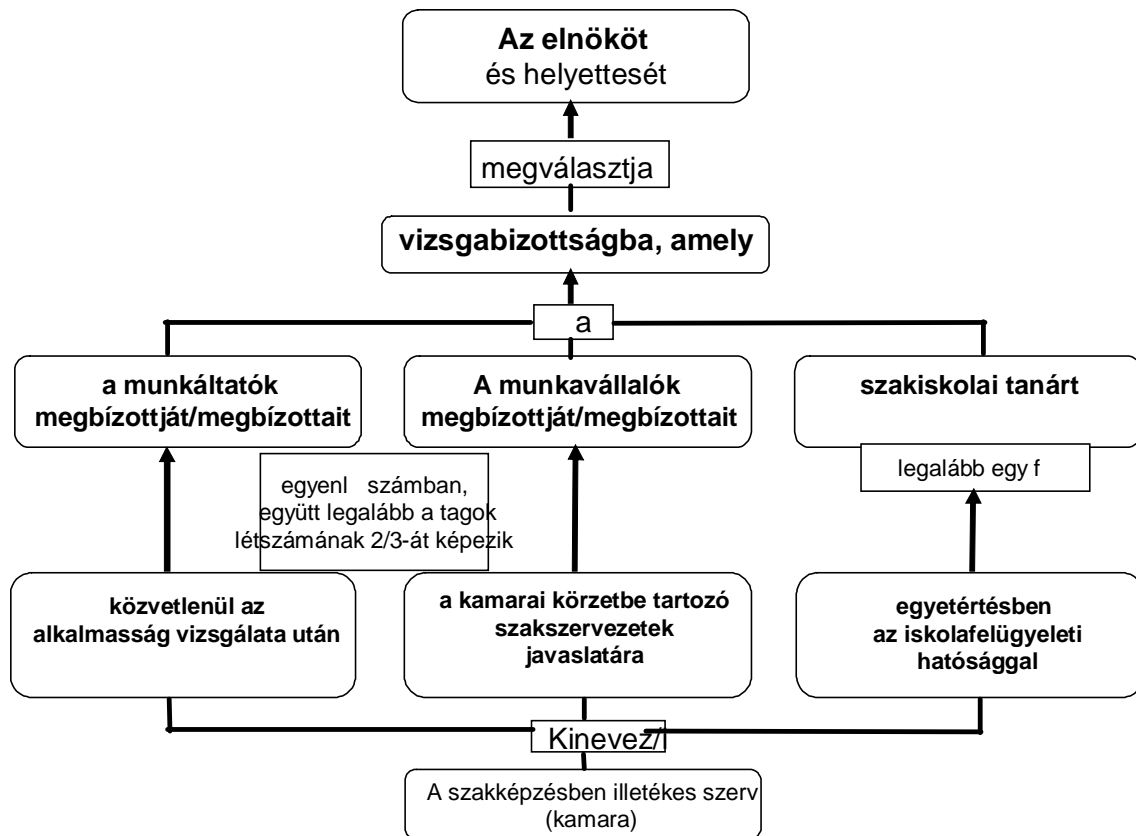 Az elnököt
és helyettesét
megválasztja
vizsgabizottságba, amely
a
a munkáltatók
megbízottját/megbízottait
A munkavállalók
megbízottját/megbízottait
szakiskolai tanárt
egyenl számban,
együtt legalább a tagok
létszámának 2/3-át képezik
legalább egy f
közvetlenül az
alkalmasság vizsgálata után
a kamarai körzetbe tartozó
szakszervezetek
javaslatára
egyetértésben
az iskolafelügyeleti
hatósággal
Kinevez/
A szakképzésben illetékes szerv
(kamara)